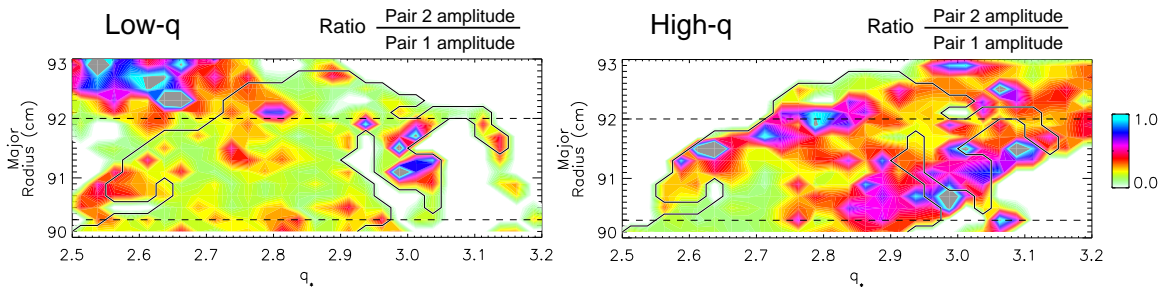 Low-q
Ratio
Pair 2 amplitude
Pair 1 amplitude
93
92
91
90
Major
Radius (cm)
2.5 2.6 2.7 2.8 2.9 3.0 3.1 3.2
q*
High-q
Ratio
Pair 2 amplitude
Pair 1 amplitude
93
92
91
90
Major
Radius (cm)
2.5 2.6 2.7 2.8 2.9 3.0 3.1 3.2
q*
1.0
0.0